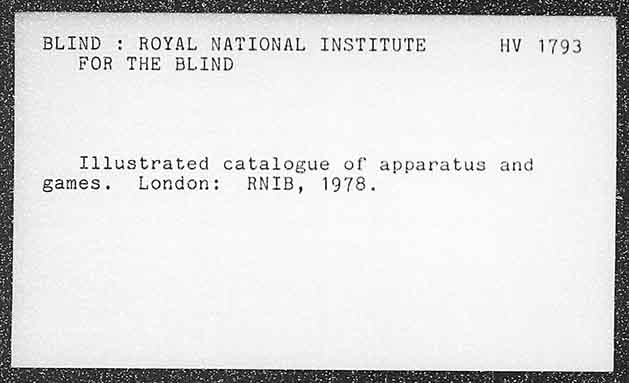 BLIND : ROYAL NATIONAL INSTITUTE HV 1793
FOR THE BLIND
Illustrated catalogue of apparatus and
games. London: RNIB, 1978.